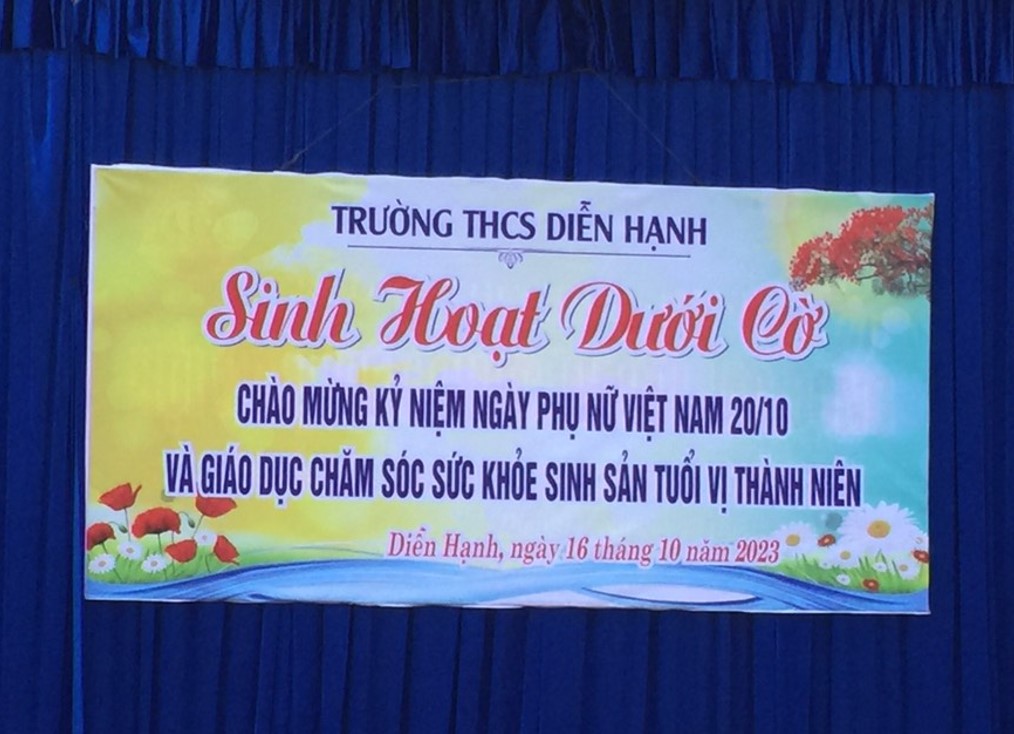 TRƯỜNG THCS DIỄN HẠNH
Sinh Hoạt Dưới Cờ
CHÀO MỪNG KỶ NIỆM NGÀY PHỤ NỮ VIỆT NAM 20/10
VÀ GIÁO DỤC CHĂM SÓC SỨC KHỎE SINH SẢN TUỔI VỊ THÀNH NIÊN
Diễn Hạnh, ngày 16 tháng 10 năm 2023